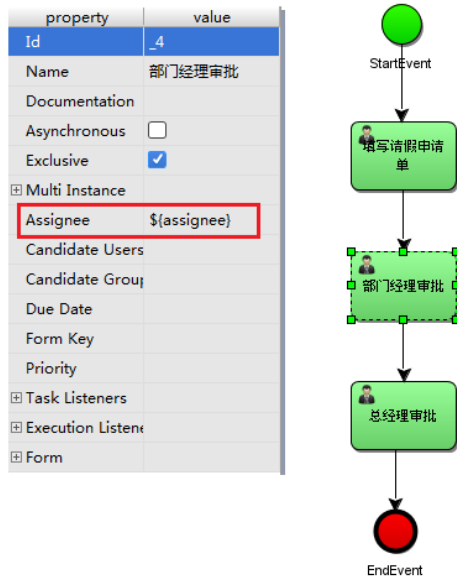 property value
Id _4
Name 部门经理审批
Documentation
Asynchronous
Exclusive
Multi Instance
Assignee ${assignee}
Candidate Users
Candidate Group
Due Date
Form Key
Priority
Task Listeners
Execution Listene
Form
StartEvent
填写请假申请
单
部门经理审批
总经理审批
EndEvent